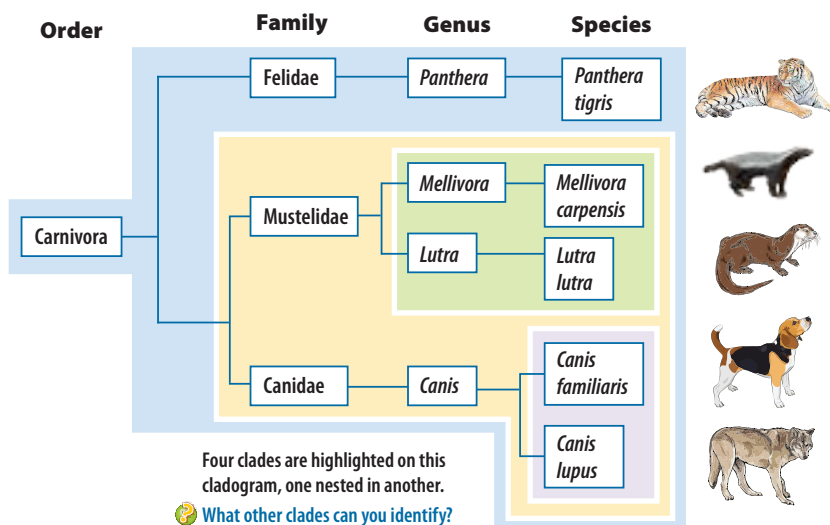 Order
Family
Genus
Species
Felidae
Panthera
Panthera
tigris
Carnivora
Mustelidae
Mellivora
Mellivora
carpensis
Lutra
Lutra
lutra
Canidae
Canis
Canis
familiaris
Canis
lupus
Four clades are highlighted on this
cladogram, one nested in another.
? What other clades can you identify?